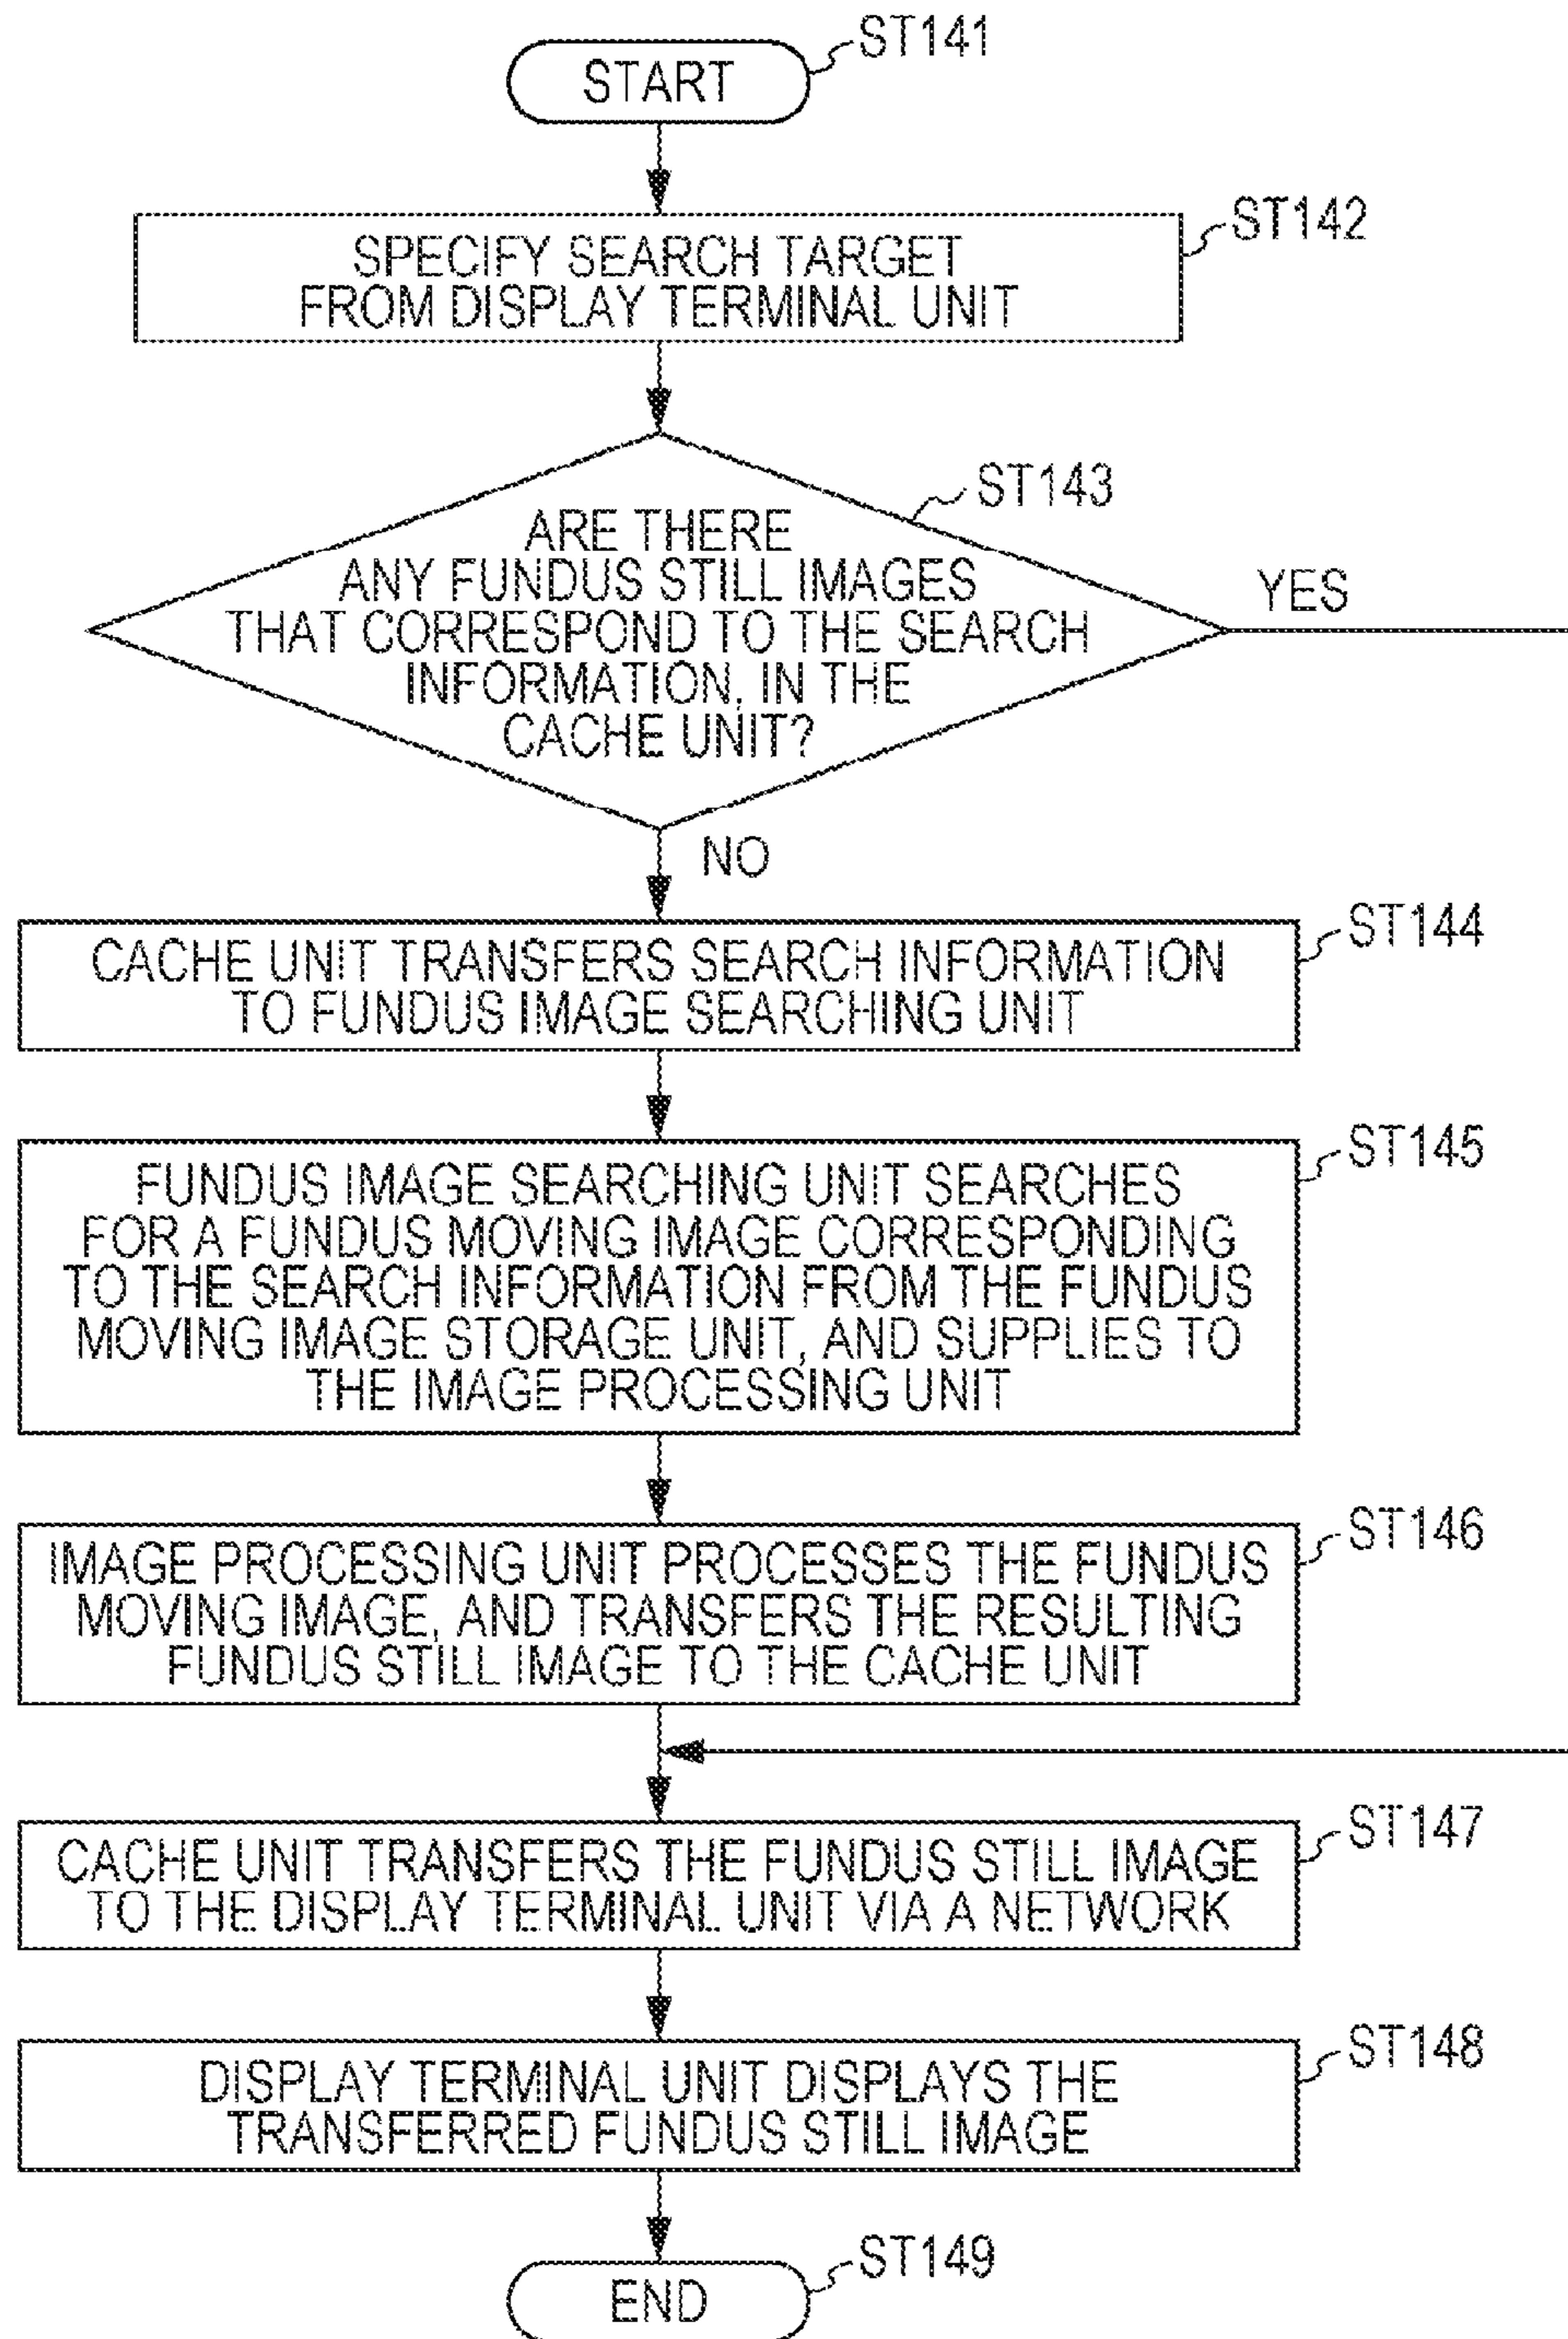 ST141
START
ST142
SPECIFY SEARCH TARGET
FROM DISPLAY TERMINAL UNIT
ST143
ARE THERE
ANY FUNDUS STILL IMAGES
THAT CORRESPOND TO THE SEARCH
INFORMATION, IN THE
CACHE UNIT?
YES
NO
ST144
CACHE UNIT TRANSFERS SEARCH INFORMATION
TO FUNDUS IMAGE SEARCHING UNIT
ST145
FUNDUS IMAGE SEARCHING UNIT SEARCHES
FOR A FUNDUS MOVING IMAGE CORRESPONDING
TO THE SEARCH INFORMATION FROM THE FUNDUS
MOVING IMAGE STORAGE UNIT, AND SUPPLIES TO
THE IMAGE PROCESSING UNIT
ST146
IMAGE PROCESSING UNIT PROCESSES THE FUNDUS
MOVING IMAGE, AND TRANSFERS THE RESULTING
FUNDUS STILL IMAGE TO THE CACHE UNIT
ST147
CACHE UNIT TRANSFERS THE FUNDUS STILL IMAGE
TO THE DISPLAY TERMINAL UNIT VIA A NETWORK
ST148
DISPLAY TERMINAL UNIT DISPLAYS THE
TRANSFERRED FUNDUS STILL IMAGE
ST149
END